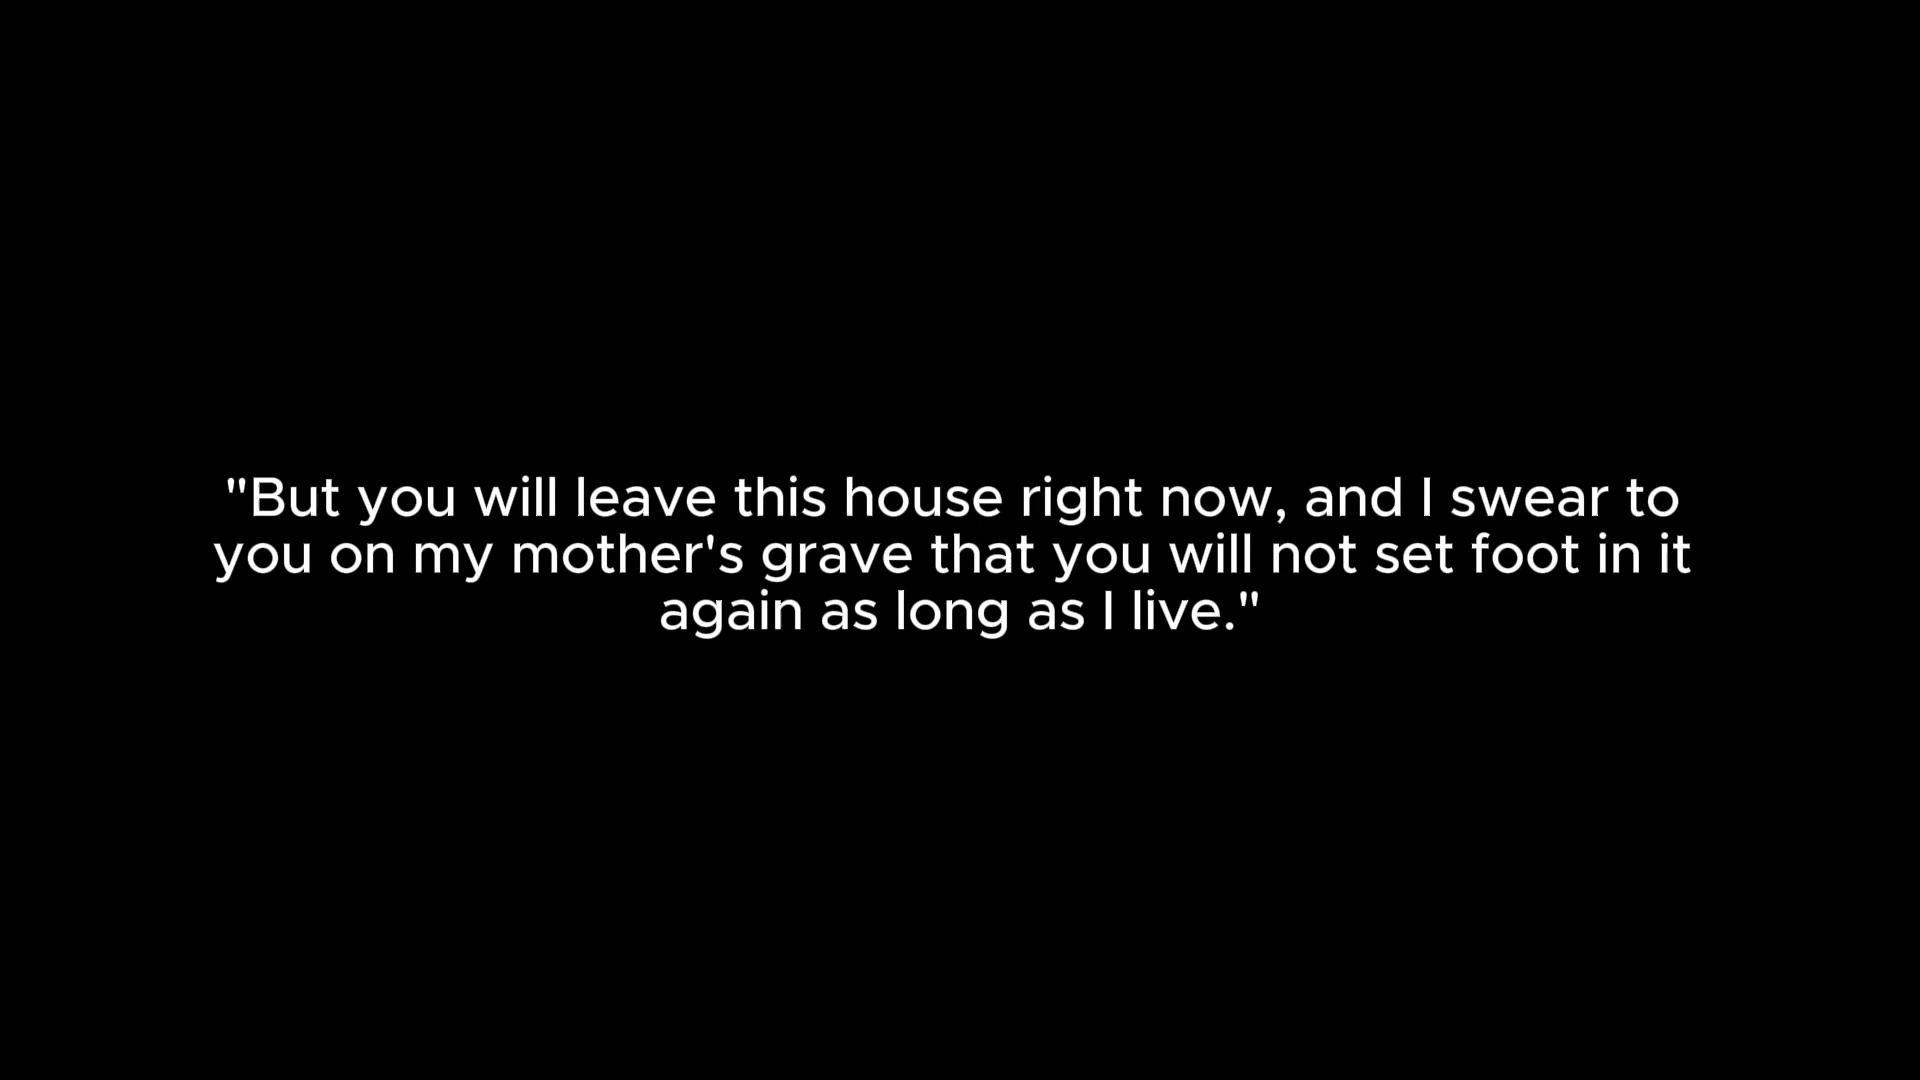 "But you will leave this house right now, and I swear to
you on my mother's grave that you will not set foot in it
again as long as I live."